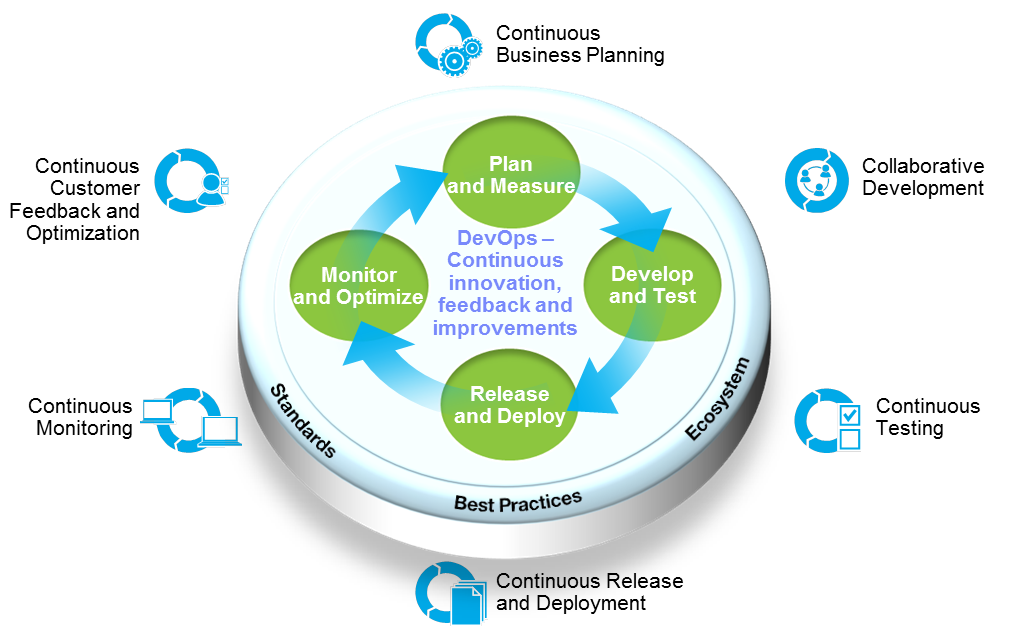 Continuous
Business Planning
Continuous
Customer
Feedback and
Optimization
Collaborative
Development
Plan
and Measure
DevOps –
Continuous
innovation,
feedback and
improvements
Monitor
and Optimize
Develop
and Test
Release
and Deploy
Continuous
Monitoring
Continuous
Testing
Standards
Best Practices
Ecosystem
Continuous Release
and Deployment